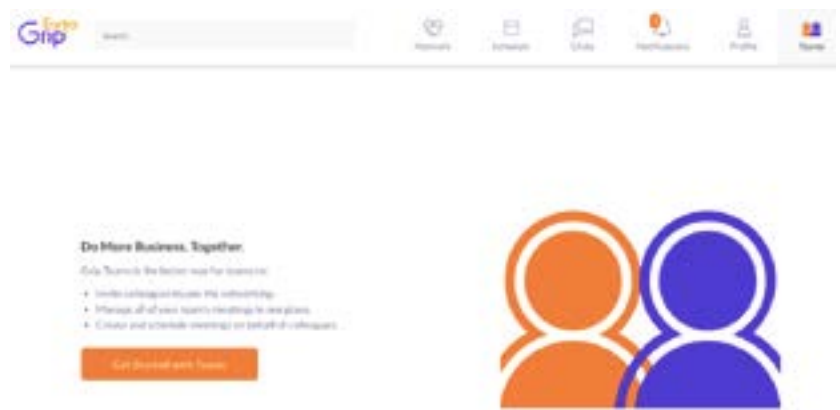 Grip
Search
Network
Schedule
Chats
Notifications
Profile
Teams
Do More Business. Together.
Grip Teams is the better way for teams to:
• Invite colleagues to join the networking.
• Manage all of your team's meetings in one place.
• Create and schedule meetings on behalf of colleagues.
Get Started with Teams